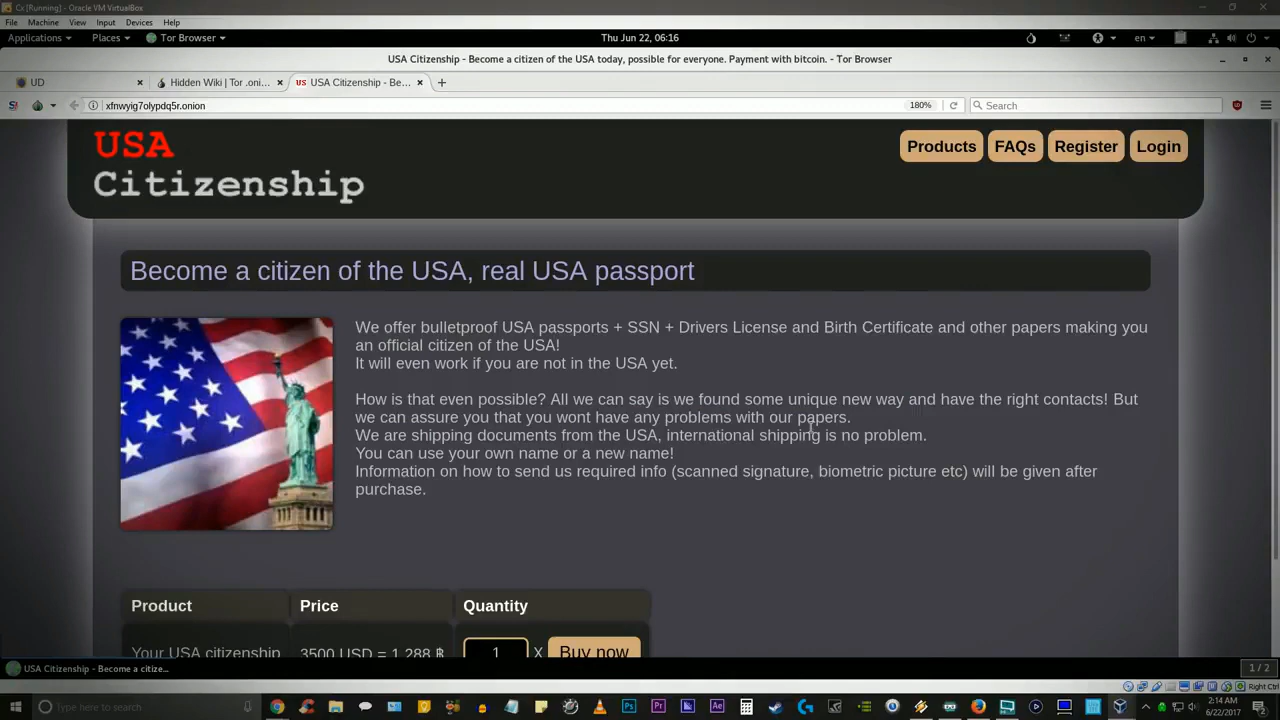 Cx [Running] - Oracle VM VirtualBox
File Machine View Input Devices Help
Applications Places Tor Browser Thu Jun 22, 06:16 en
USA Citizenship - Become a citizen of the USA today, possible for everyone. Payment with bitcoin. - Tor Browser
UD Hidden Wiki | Tor .oni... USA Citizenship - Be...
xfnwyig7olypdq5r.onion 180% Search
USA
Citizenship
Products FAQs Register Login
Become a citizen of the USA, real USA passport
We offer bulletproof USA passports + SSN + Drivers License and Birth Certificate and other papers making you
an official citizen of the USA!
It will even work if you are not in the USA yet.
How is that even possible? All we can say is we found some unique new way and have the right contacts! But
we can assure you that you wont have any problems with our papers.
We are shipping documents from the USA, international shipping is no problem.
You can use your own name or a new name!
Information on how to send us required info (scanned signature, biometric picture etc) will be given after
purchase.
Product Price Quantity
Your USA citizenship 3500 USD = 1.288 ฿ 1 X Buy now
USA Citizenship - Become a citize... 1 / 2
Right Ctrl
Type here to search
2:14 AM
6/22/2017